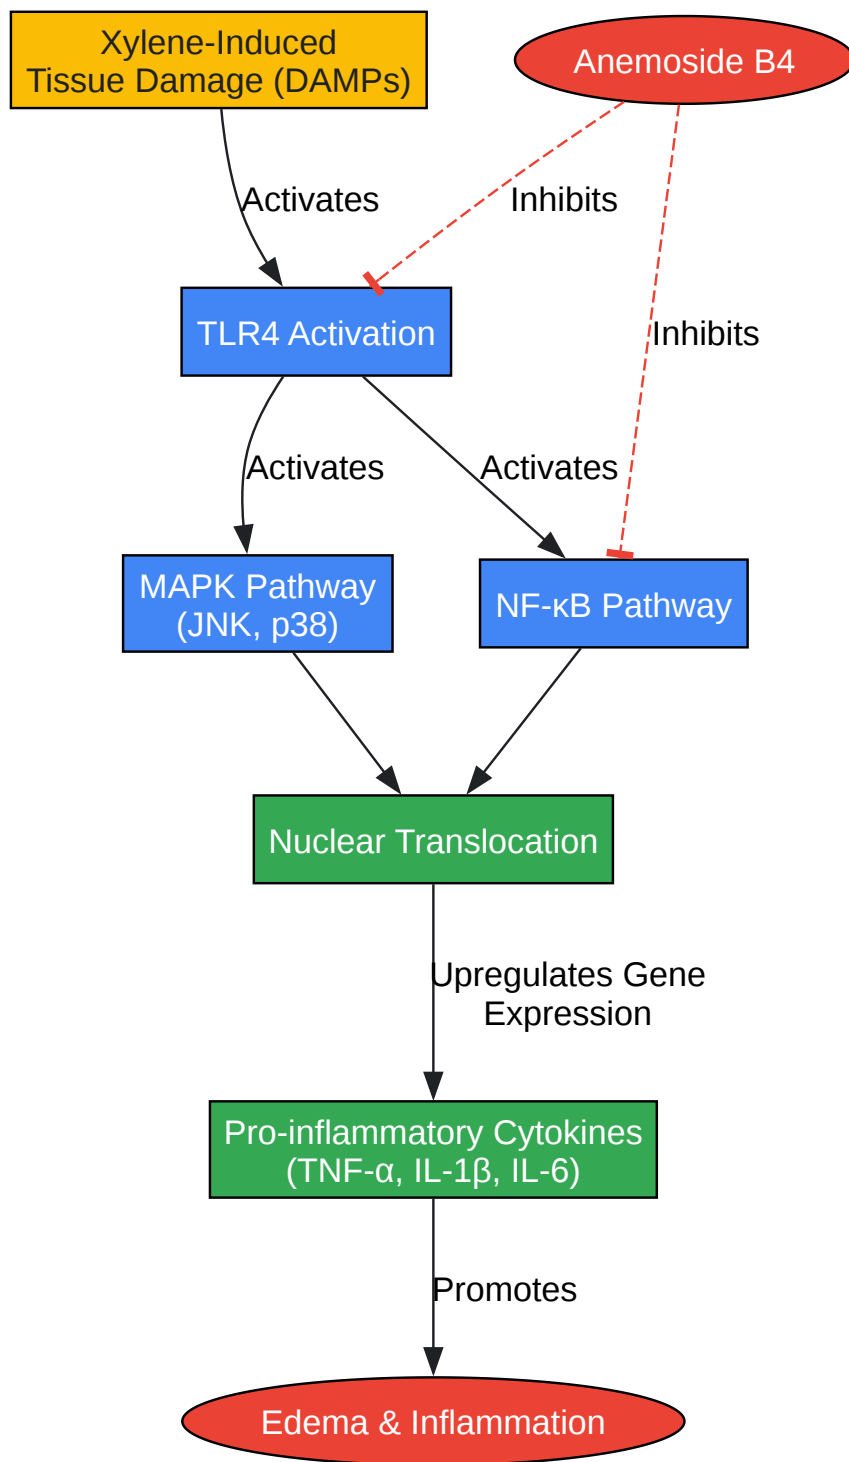 Xylene-Induced
Tissue Damage (DAMPs)
Anemoside B4
Activates
Inhibits
TLR4 Activation
Inhibits
Activates
Activates
MAPK Pathway
(JNK, p38)
NF-κB Pathway
Nuclear Translocation
Upregulates Gene
Expression
Pro-inflammatory Cytokines
(TNF-α, IL-1β, IL-6)
Promotes
Edema & Inflammation